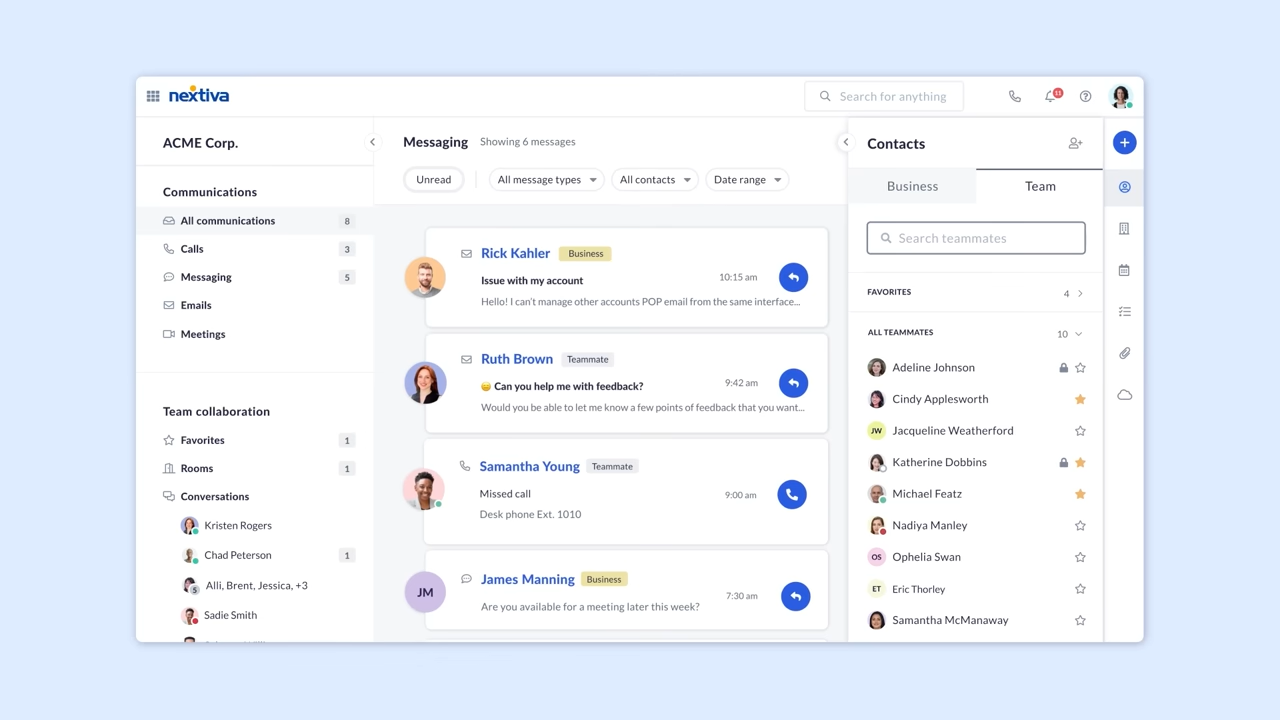 nextiva
Search for anything
11
ACME Corp.
Communications
All communications 8
Calls 3
Messaging 5
Emails
Meetings
Team collaboration
Favorites 1
Rooms 1
Conversations
Kristen Rogers
Chad Peterson 1
5 Alli, Brent, Jessica, +3
Sadie Smith
Messaging Showing 6 messages
Unread All message types All contacts Date range
Rick Kahler Business
Issue with my account 10:15 am
Hello! I can't manage other accounts POP email from the same interface...
Ruth Brown Teammate
Can you help me with feedback? 9:42 am
Would you be able to let me know a few points of feedback that you want...
Samantha Young Teammate
Missed call 9:00 am
Desk phone Ext. 1010
JM James Manning Business
Are you available for a meeting later this week? 7:30 am
Contacts
Business Team
Search teammates
FAVORITES 4
ALL TEAMMATES 10
Adeline Johnson
Cindy Applesworth
JW Jacqueline Weatherford
Katherine Dobbins
Michael Featz
Nadiya Manley
OS Ophelia Swan
ET Eric Thorley
Samantha McManaway